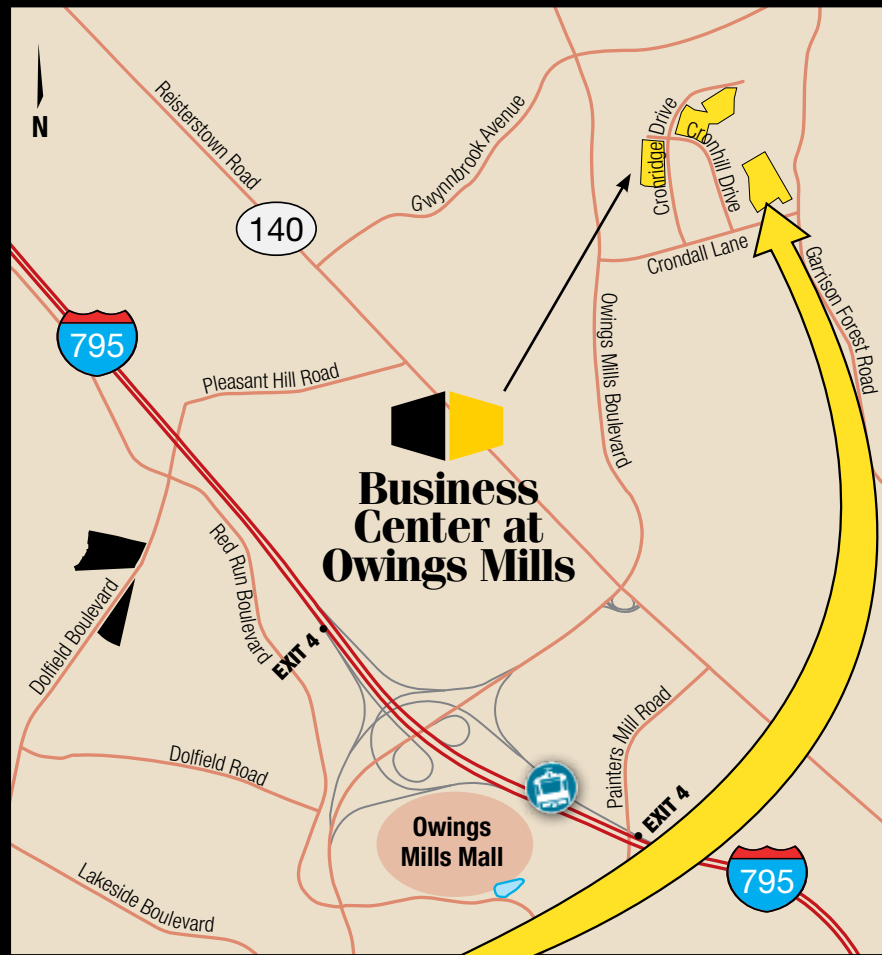 N
Reisterstown Road
Gwynnbrook Avenue
Cronridge Drive
Cronhill Drive
140
Crondall Lane
Garrison Forest Road
795
Owings Mills Boulevard
Pleasant Hill Road
Business
Center at
Owings Mills
Red Run Boulevard
Dolfield Boulevard
EXIT 4
Painters Mill Road
Dolfield Road
EXIT 4
Owings
Mills Mall
795
Lakeside Boulevard